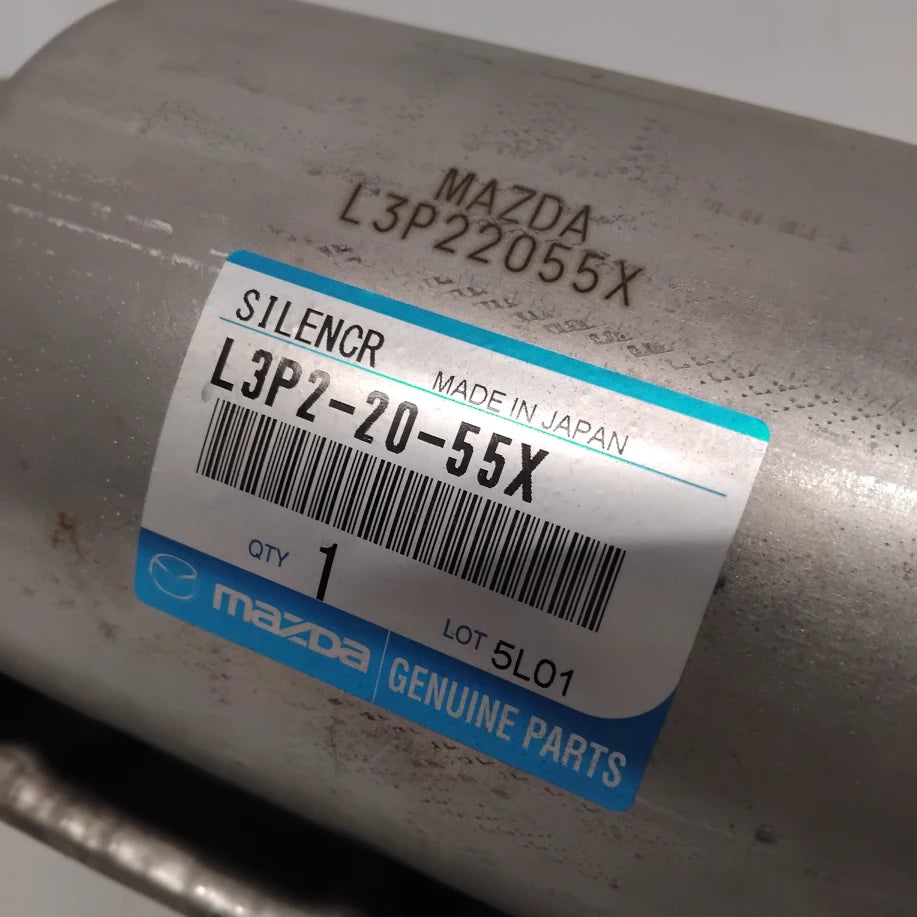 MAZDA
L3P22055X
SILENCR
MADE IN JAPAN
L3P2-20-55X
QTY 1
LOT 5L01
mazda GENUINE PARTS